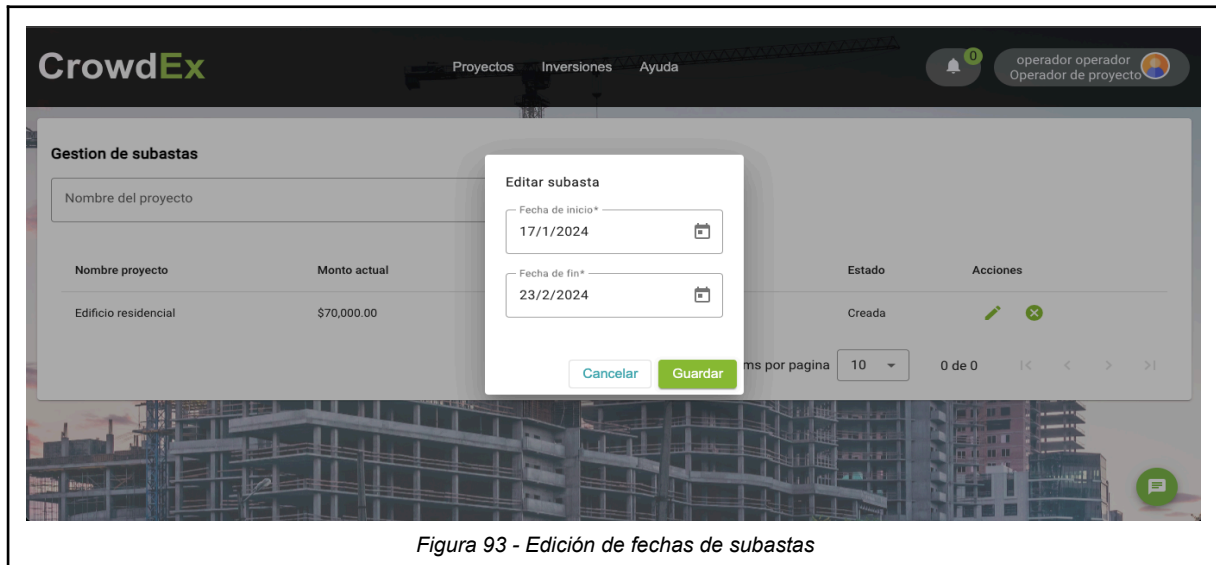 CrowdEx
Proyectos Inversiones Ayuda
0
operador operador
Operador de proyecto
Gestion de subastas
Nombre del proyecto
Editar subasta
Fecha de inicio*
17/1/2024
Fecha de fin*
23/2/2024
Cancelar Guardar
Nombre proyecto Monto actual Estado Acciones
Edificio residencial $70,000.00 Creada
ms por pagina 10 0 de 0
Figura 93 - Edición de fechas de subastas